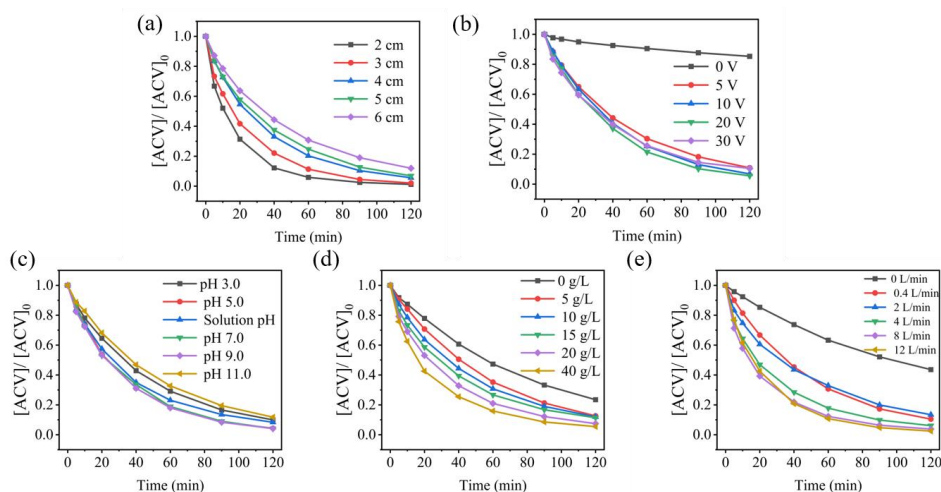 (a)
[ACV]/ [ACV]0
1.0
0.8
0.6
0.4
0.2
0.0
2 cm
3 cm
4 cm
5 cm
6 cm
0 20 40 60 80 100 120
Time (min)
(b)
[ACV]/ [ACV]0
1.0
0.8
0.6
0.4
0.2
0.0
0 V
5 V
10 V
20 V
30 V
0 20 40 60 80 100 120
Time (min)
(c)
[ACV]/ [ACV]0
1.0
0.8
0.6
0.4
0.2
0.0
pH 3.0
pH 5.0
Solution pH
pH 7.0
pH 9.0
pH 11.0
0 20 40 60 80 100 120
Time (min)
(d)
[ACV]/ [ACV]0
1.0
0.8
0.6
0.4
0.2
0.0
0 g/L
5 g/L
10 g/L
15 g/L
20 g/L
40 g/L
0 20 40 60 80 100 120
Time (min)
(e)
[ACV]/ [ACV]0
1.0
0.8
0.6
0.4
0.2
0.0
0 L/min
0.4 L/min
2 L/min
4 L/min
8 L/min
12 L/min
0 20 40 60 80 100 120
Time (min)